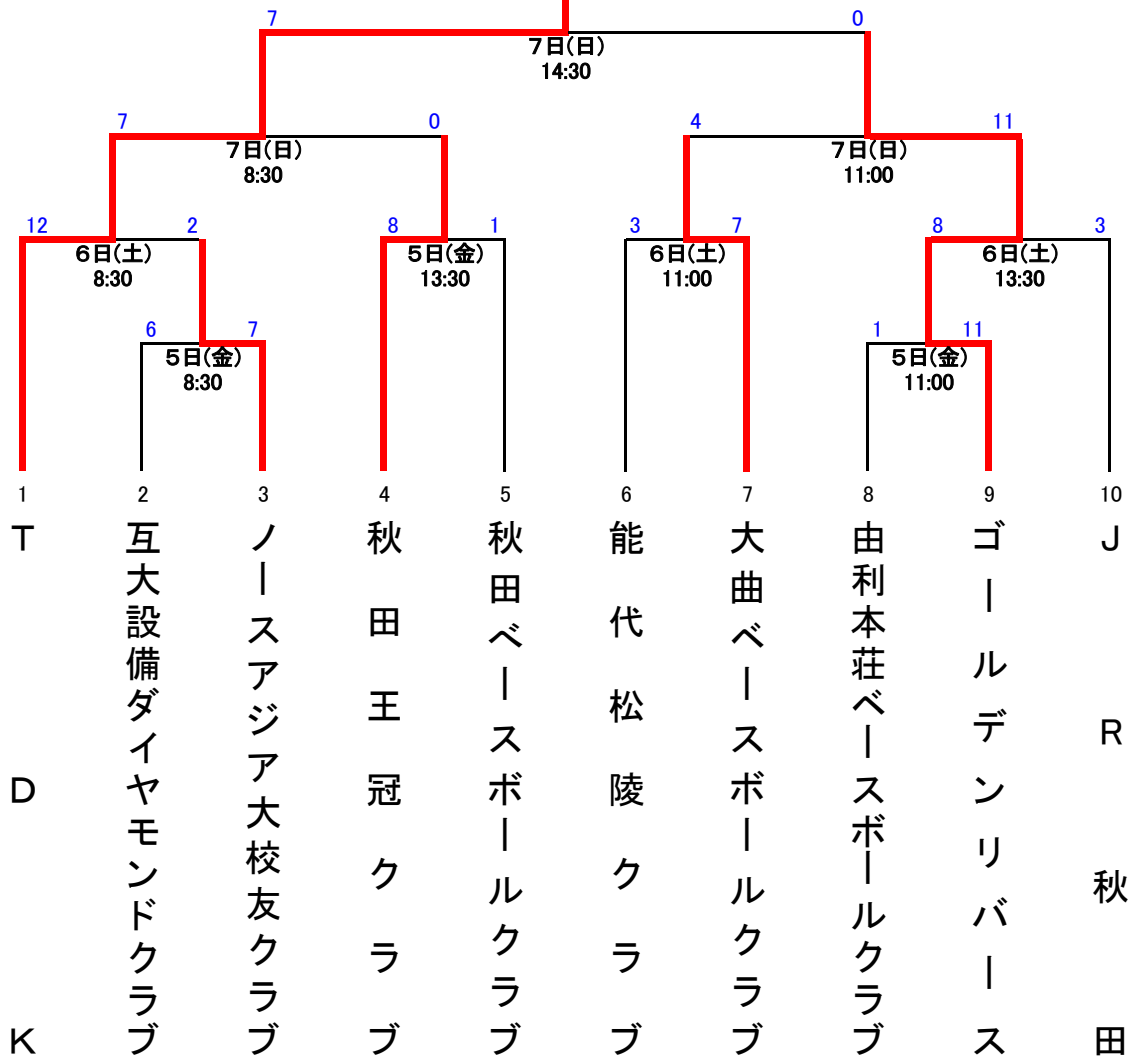 7 0
7日(日)
14:30
7 0 4 11
7日(日) 7日(日)
8:30 11:00
12 2 8 1 3 7 8 3
6日(土) 5日(金) 6日(土) 6日(土)
8:30 13:30 11:00 13:30
6 7 1 11
5日(金) 5日(金)
8:30 11:00
1 2 3 4 5 6 7 8 9 10
TDK
互大設備ダイヤモンドクラブ
ノースアジア大校友クラブ
秋田王冠クラブ
秋田ベースボールクラブ
能代松陵クラブ
大曲ベースボールクラブ
由利本荘ベースボールクラブ
ゴールデンリバース
JR秋田